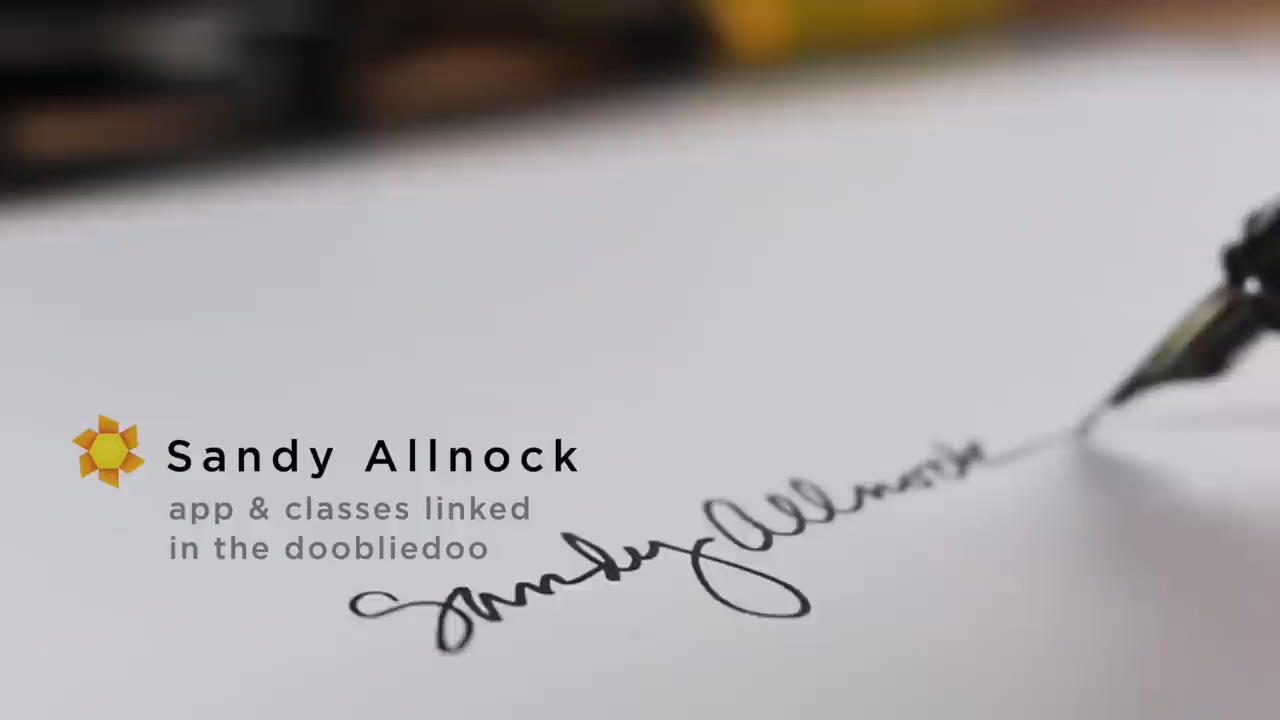 Sandy Allnock
app & classes linked
in the doobliedoo
Sandy Allnock